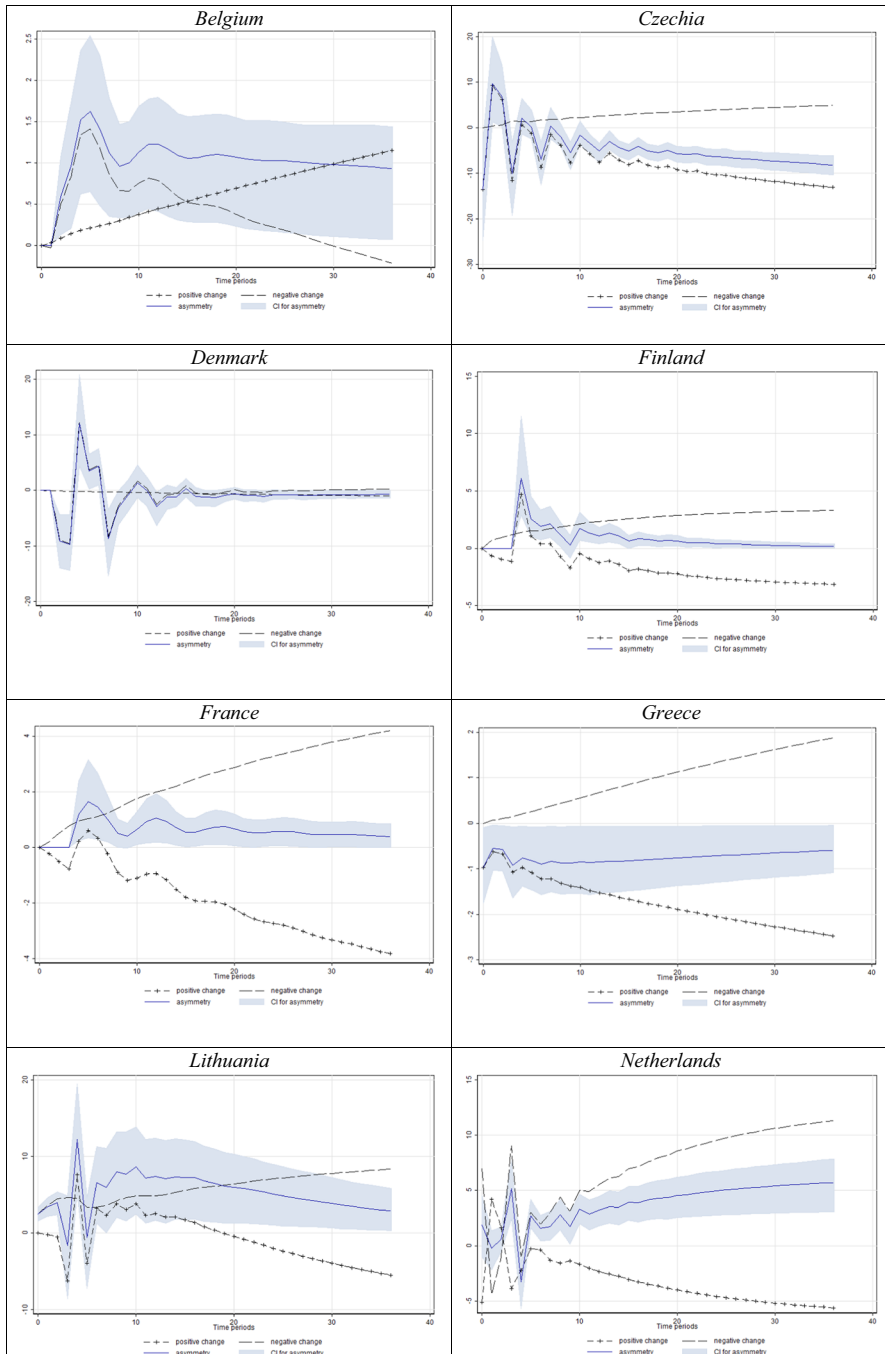 Belgium
2.5
2
1.5
1
.5
0
0 10 20 30 40
Time periods
positive change negative change
asymmetry CI for asymmetry
Czechia
20
10
0
-10
-20
-30
0 10 20 30 40
Time periods
positive change negative change
asymmetry CI for asymmetry
Denmark
20
10
0
-10
-20
0 10 20 30 40
Time periods
positive change negative change
asymmetry CI for asymmetry
Finland
15
10
5
0
-5
0 10 20 30 40
Time periods
positive change negative change
asymmetry CI for asymmetry
France
4
2
0
-2
-4
0 10 20 30 40
Time periods
positive change negative change
asymmetry CI for asymmetry
Greece
2
1
0
-1
-2
-3
0 10 20 30 40
Time periods
positive change negative change
asymmetry CI for asymmetry
Lithuania
20
10
0
-10
0 10 20 30 40
Time periods
positive change negative change
asymmetry CI for asymmetry
Netherlands
15
10
5
0
-5
0 10 20 30 40
Time periods
positive change negative change
asymmetry CI for asymmetry